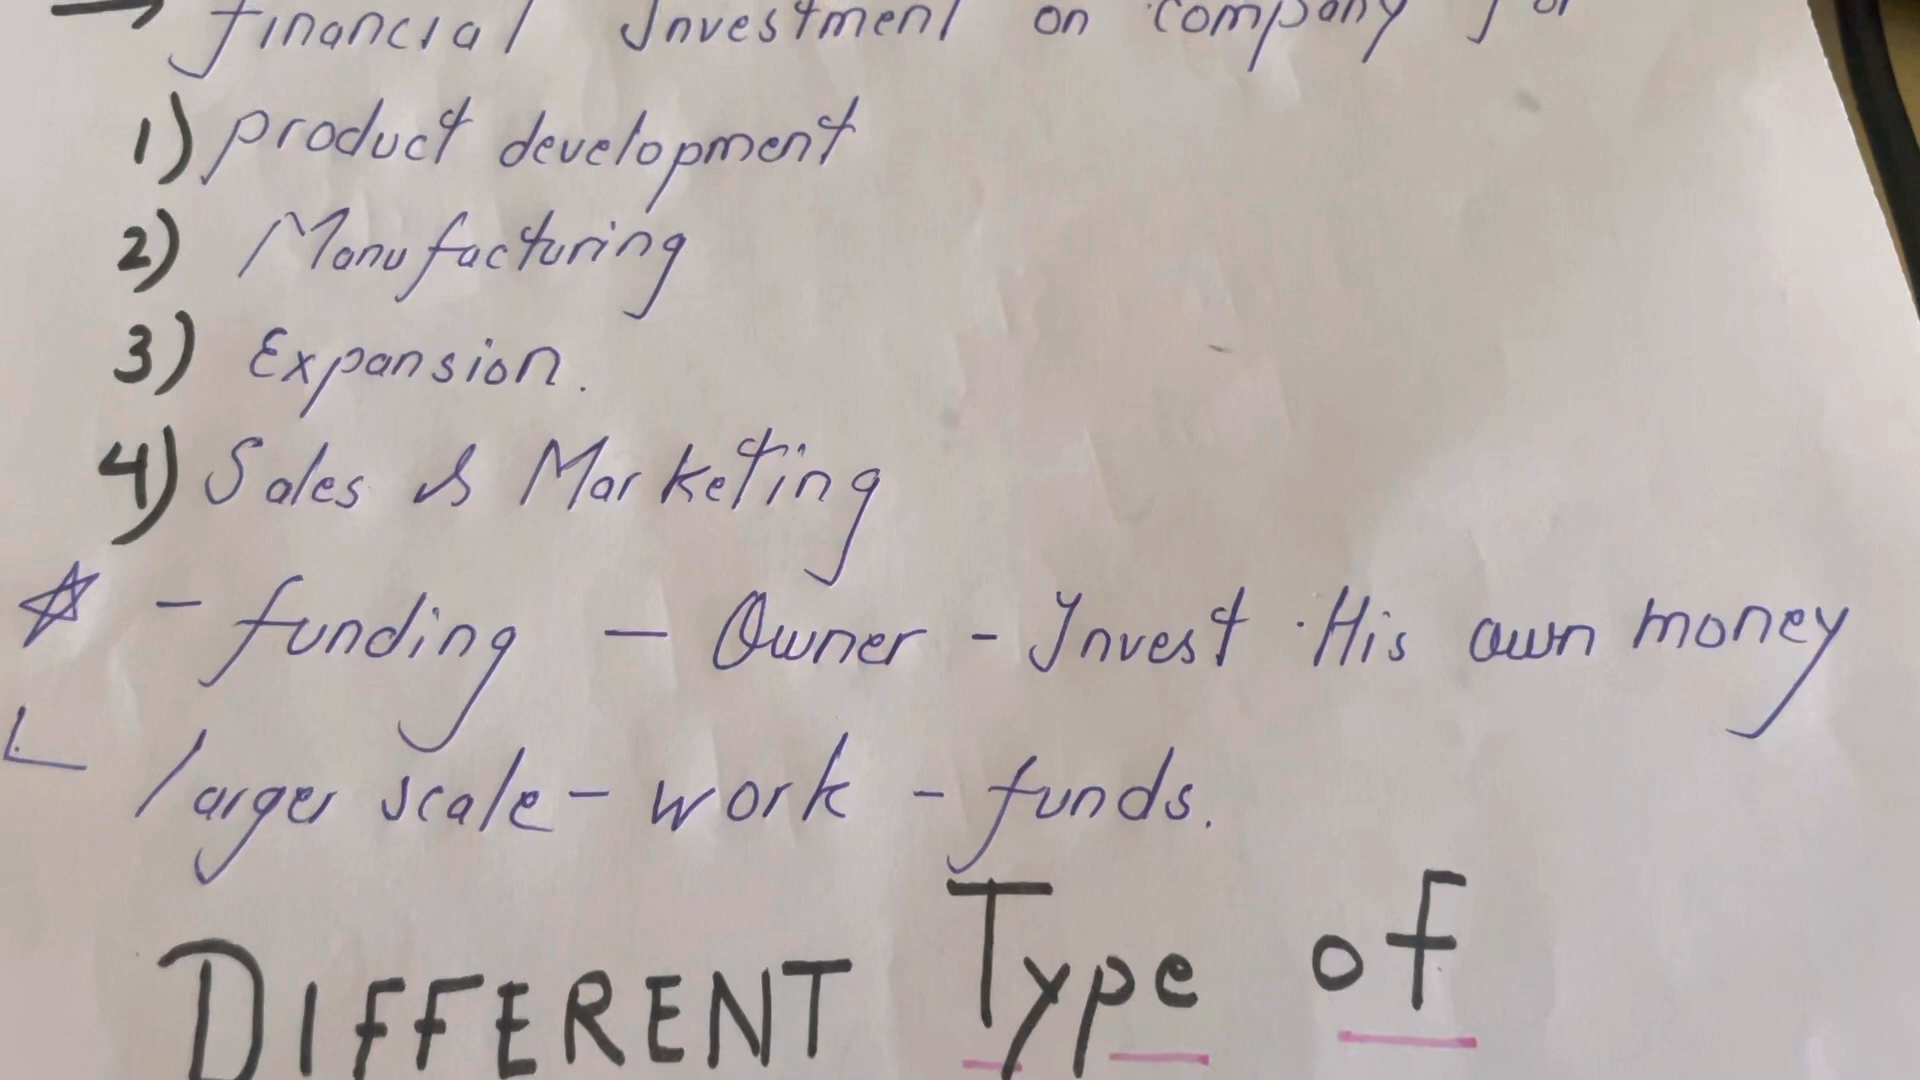 → financial Investment on company for
1) product development
2) Manufacturing
3) Expansion.
4) Sales & Marketing
☆ - funding - Owner - Invest His own money
larger scale - work - funds.
DIFFERENT Type of